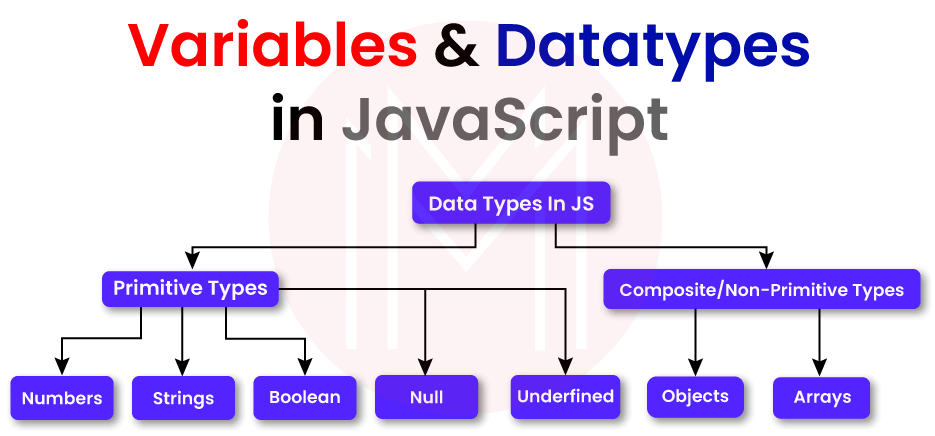 Variables & Datatypes
in JavaScript
Data Types In JS
Primitive Types
Composite/Non-Primitive Types
Numbers
Strings
Boolean
Null
Underfined
Objects
Arrays